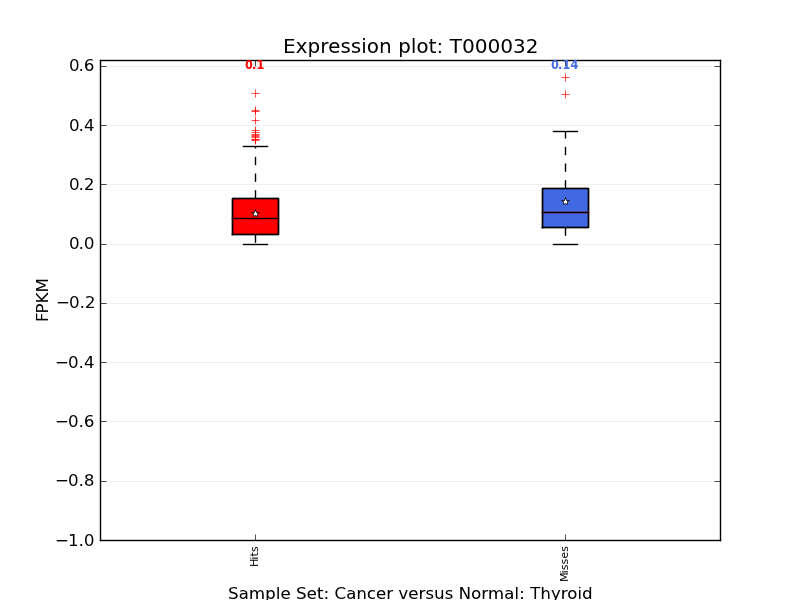 Expression plot: T000032
0.1
0.14
0.6
0.4
0.2
0.0
−0.2
−0.4
−0.6
−0.8
−1.0
FPKM
Hits
Misses
Sample Set: Cancer versus Normal: Thyroid